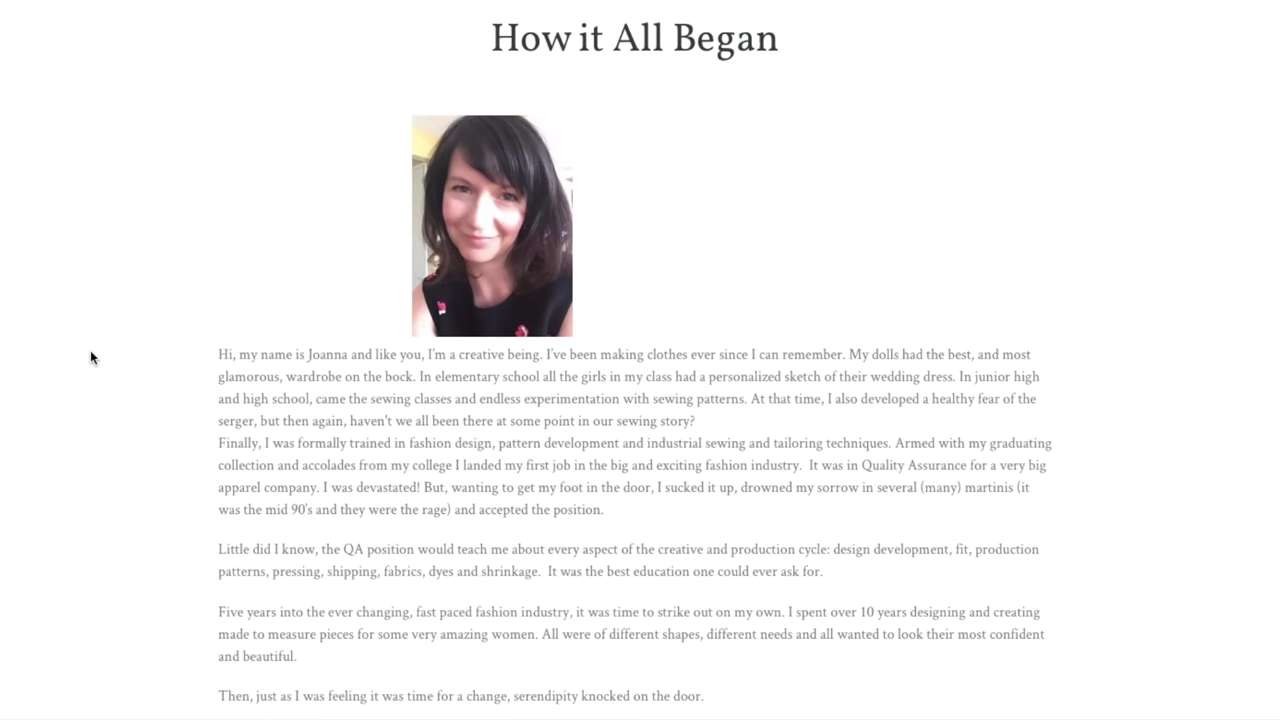 How it All Began
Hi, my name is Joanna and like you, I'm a creative being. I've been making clothes ever since I can remember. My dolls had the best, and most
glamorous, wardrobe on the bock. In elementary school all the girls in my class had a personalized sketch of their wedding dress. In junior high
and high school, came the sewing classes and endless experimentation with sewing patterns. At that time, I also developed a healthy fear of the
serger, but then again, haven't we all been there at some point in our sewing story?
Finally, I was formally trained in fashion design, pattern development and industrial sewing and tailoring techniques. Armed with my graduating
collection and accolades from my college I landed my first job in the big and exciting fashion industry.  It was in Quality Assurance for a very big
apparel company. I was devastated! But, wanting to get my foot in the door, I sucked it up, drowned my sorrow in several (many) martinis (it
was the mid 90's and they were the rage) and accepted the position.
Little did I know, the QA position would teach me about every aspect of the creative and production cycle: design development, fit, production
patterns, pressing, shipping, fabrics, dyes and shrinkage.  It was the best education one could ever ask for.
Five years into the ever changing, fast paced fashion industry, it was time to strike out on my own. I spent over 10 years designing and creating
made to measure pieces for some very amazing women. All were of different shapes, different needs and all wanted to look their most confident
and beautiful.
Then, just as I was feeling it was time for a change, serendipity knocked on the door.